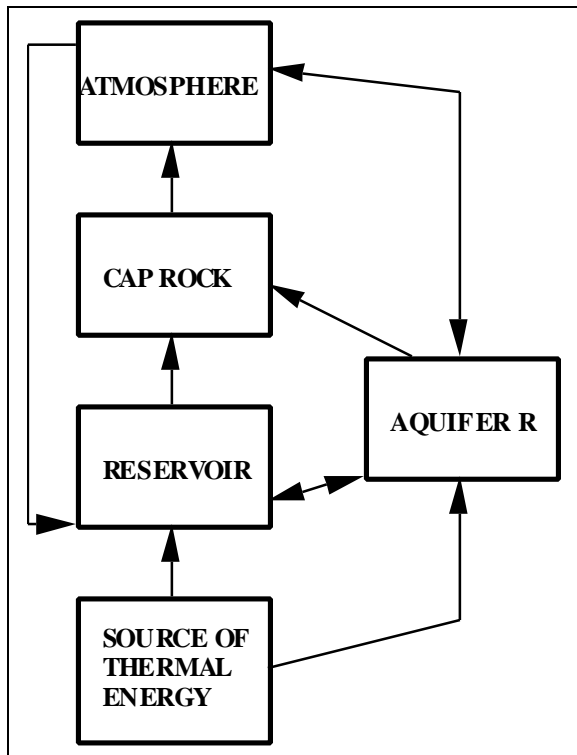 ATMOSPHERE
CAP ROCK
AQUIFER R
RESERVOIR
SOURCE OF
THERMAL
ENERGY